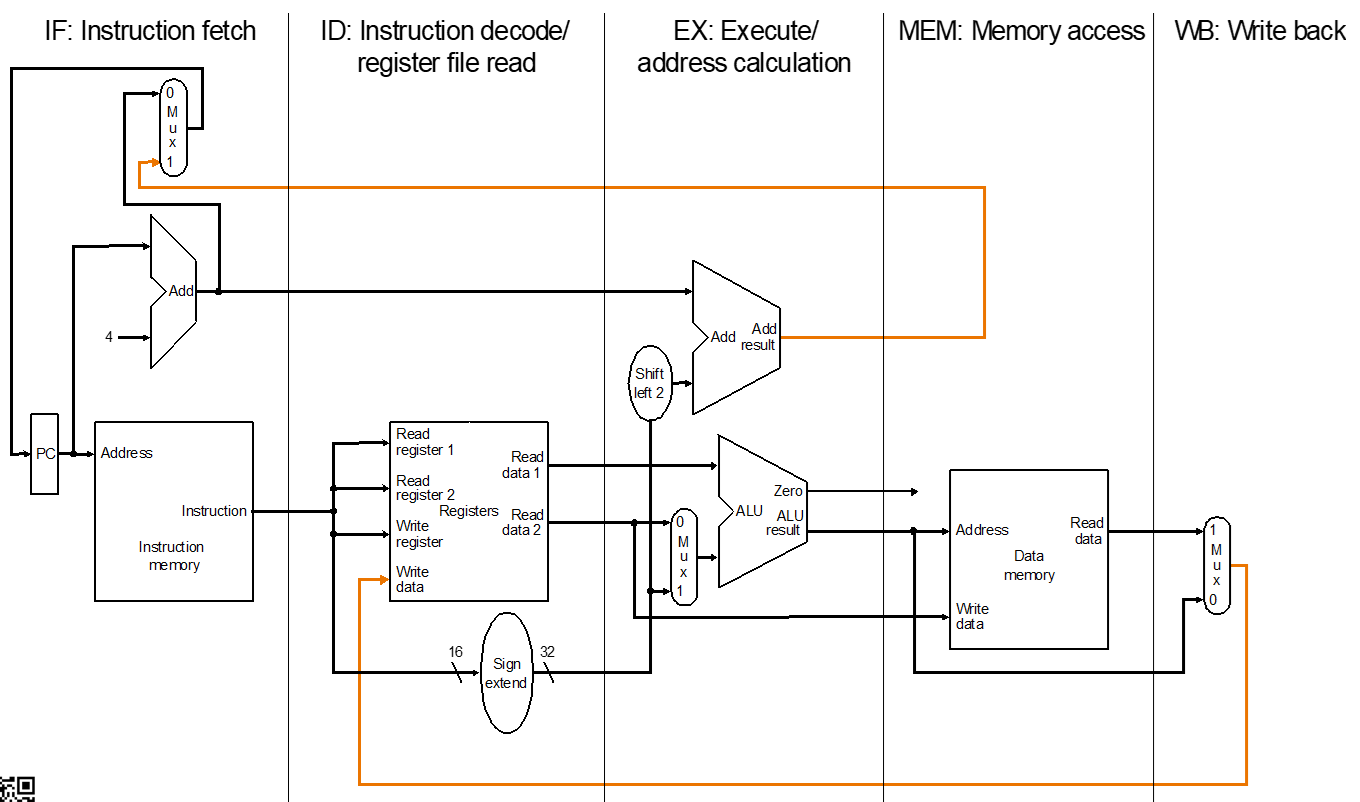 IF: Instruction fetch
ID: Instruction decode/
register file read
EX: Execute/
address calculation
MEM: Memory access
WB: Write back
0
M
u
x
1
Add
4
Add
Add
result
Shift
left 2
PC
Address
Instruction
Instruction
memory
Read
register 1
Read
register 2
Write
register
Write
data
Registers
Read
data 1
Read
data 2
16
Sign
extend
32
0
M
u
x
1
Zero
ALU
ALU
result
Address
Write
data
Data
memory
Read
data
1
M
u
x
0